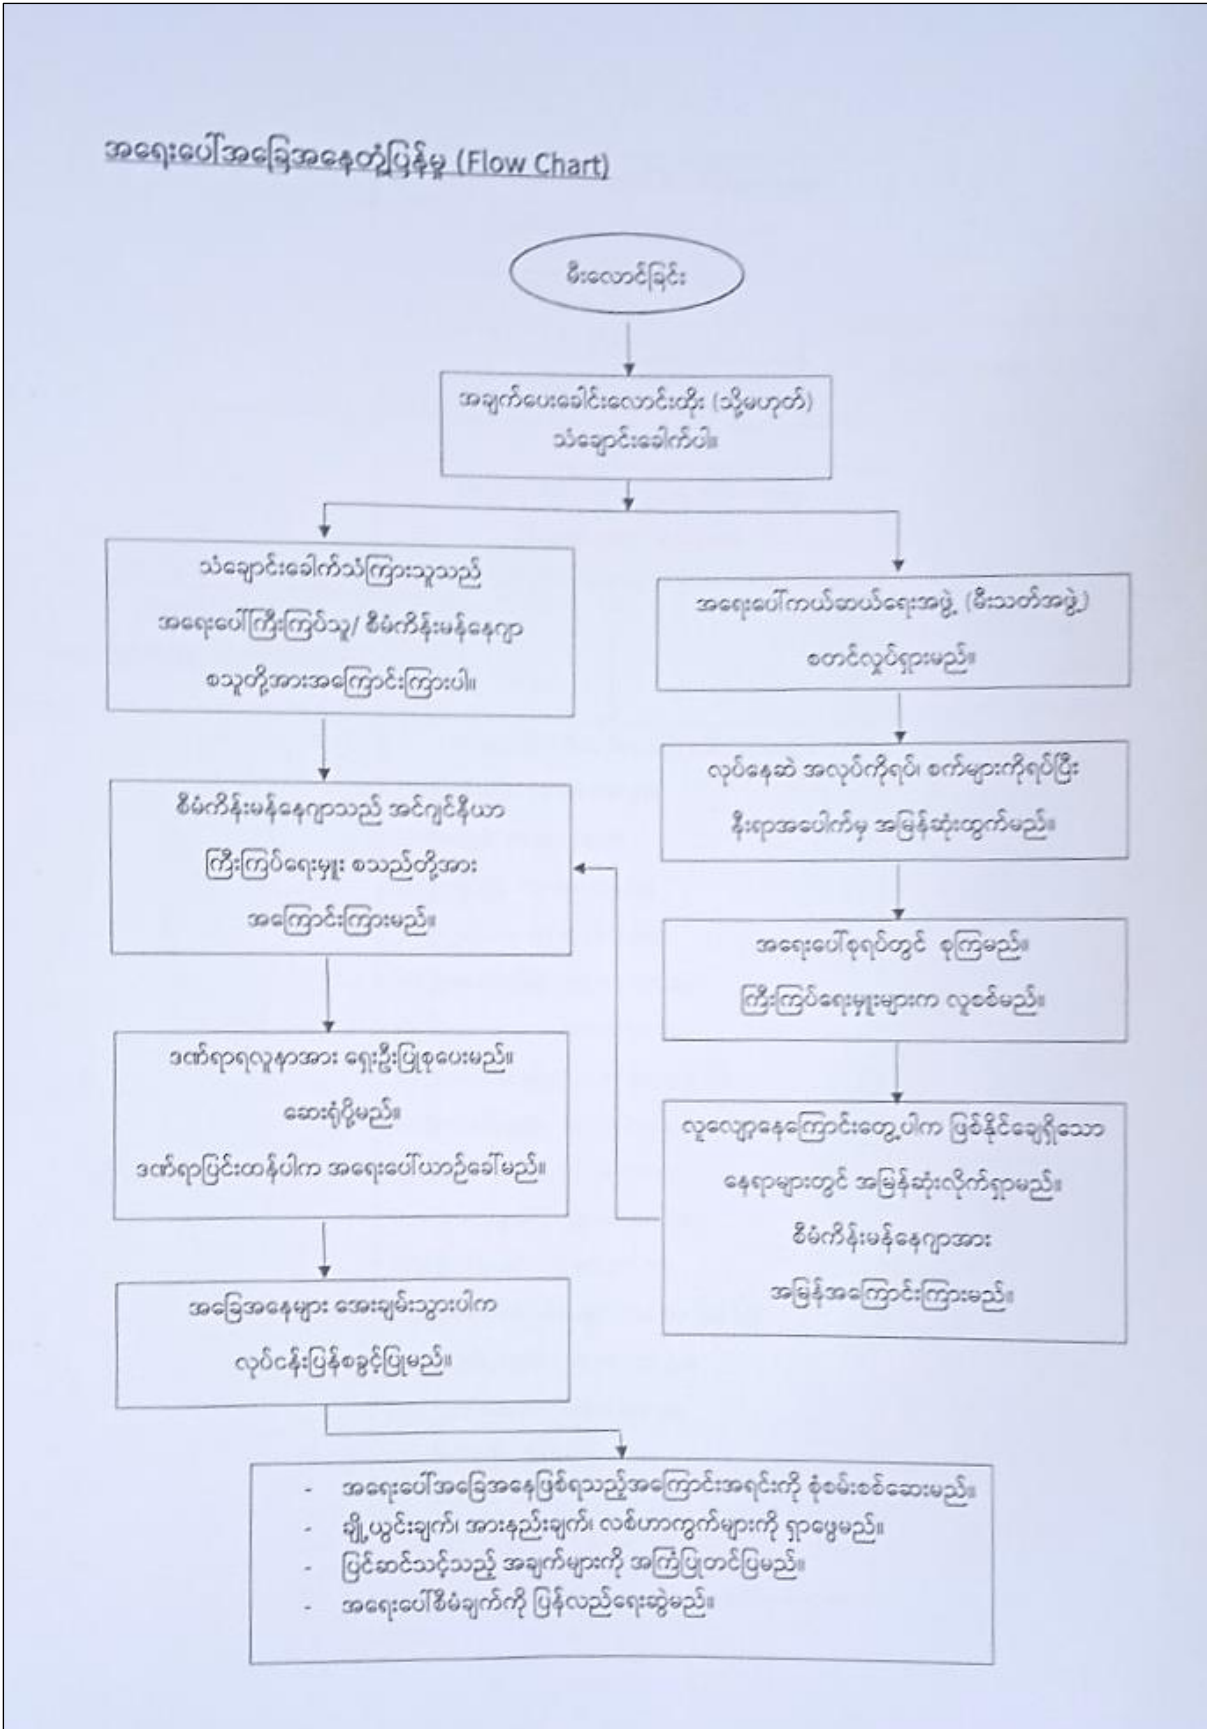 အရေးပေါ်အခြေအနေတုံ့ပြန်မှု (Flow Chart)
မီးလောင်ခြင်း
အချက်ပေးခေါင်းလောင်းထိုး (သို့မဟုတ်)
သံချောင်းခေါက်ပါ။
သံချောင်းခေါက်သံကြားသူသည်
အရေးပေါ်ကြီးကြပ်သူ/ စီမံကိန်းမန်နေဂျာ
စသူတို့အားအကြောင်းကြားပါ။
အရေးပေါ်ကယ်ဆယ်ရေးအဖွဲ့ (မီးသတ်အဖွဲ့)
စတင်လှုပ်ရှားမည်။
လုပ်နေဆဲ အလုပ်ကိုရပ်၊ စက်များကိုရပ်ပြီး
နီးရာအပေါက်မှ အမြန်ဆုံးထွက်မည်။
စီမံကိန်းမန်နေဂျာသည် အင်ဂျင်နီယာ
ကြီးကြပ်ရေးမှူး စသည်တို့အား
အကြောင်းကြားမည်။
အရေးပေါ်စုရပ်တွင် စုကြမည်။
ကြီးကြပ်ရေးမှူးများက လူစစ်မည်။
ဒဏ်ရာရလူနာအား ရှေးဦးပြုစုပေးမည်။
ဆေးရုံပို့မည်။
ဒဏ်ရာပြင်းထန်ပါက အရေးပေါ်ယာဉ်ခေါ်မည်။
လူလျော့နေကြောင်းတွေ့ပါက ဖြစ်နိုင်ချေရှိသော
နေရာများတွင် အမြန်ဆုံးလိုက်ရှာမည်။
စီမံကိန်းမန်နေဂျာအား
အမြန်အကြောင်းကြားမည်။
အခြေအနေများ အေးချမ်းသွားပါက
လုပ်ငန်းပြန်စခွင့်ပြုမည်။
- အရေးပေါ်အခြေအနေဖြစ်ရသည့်အကြောင်းအရင်းကို စုံစမ်းစစ်ဆေးမည်။
- ချို့ယွင်းချက်၊ အားနည်းချက်၊ လစ်ဟာကွက်များကို ရှာဖွေမည်။
- ပြင်ဆင်သင့်သည့် အချက်များကို အကြံပြုတင်ပြမည်။
- အရေးပေါ်စီမံချက်ကို ပြန်လည်ရေးဆွဲမည်။